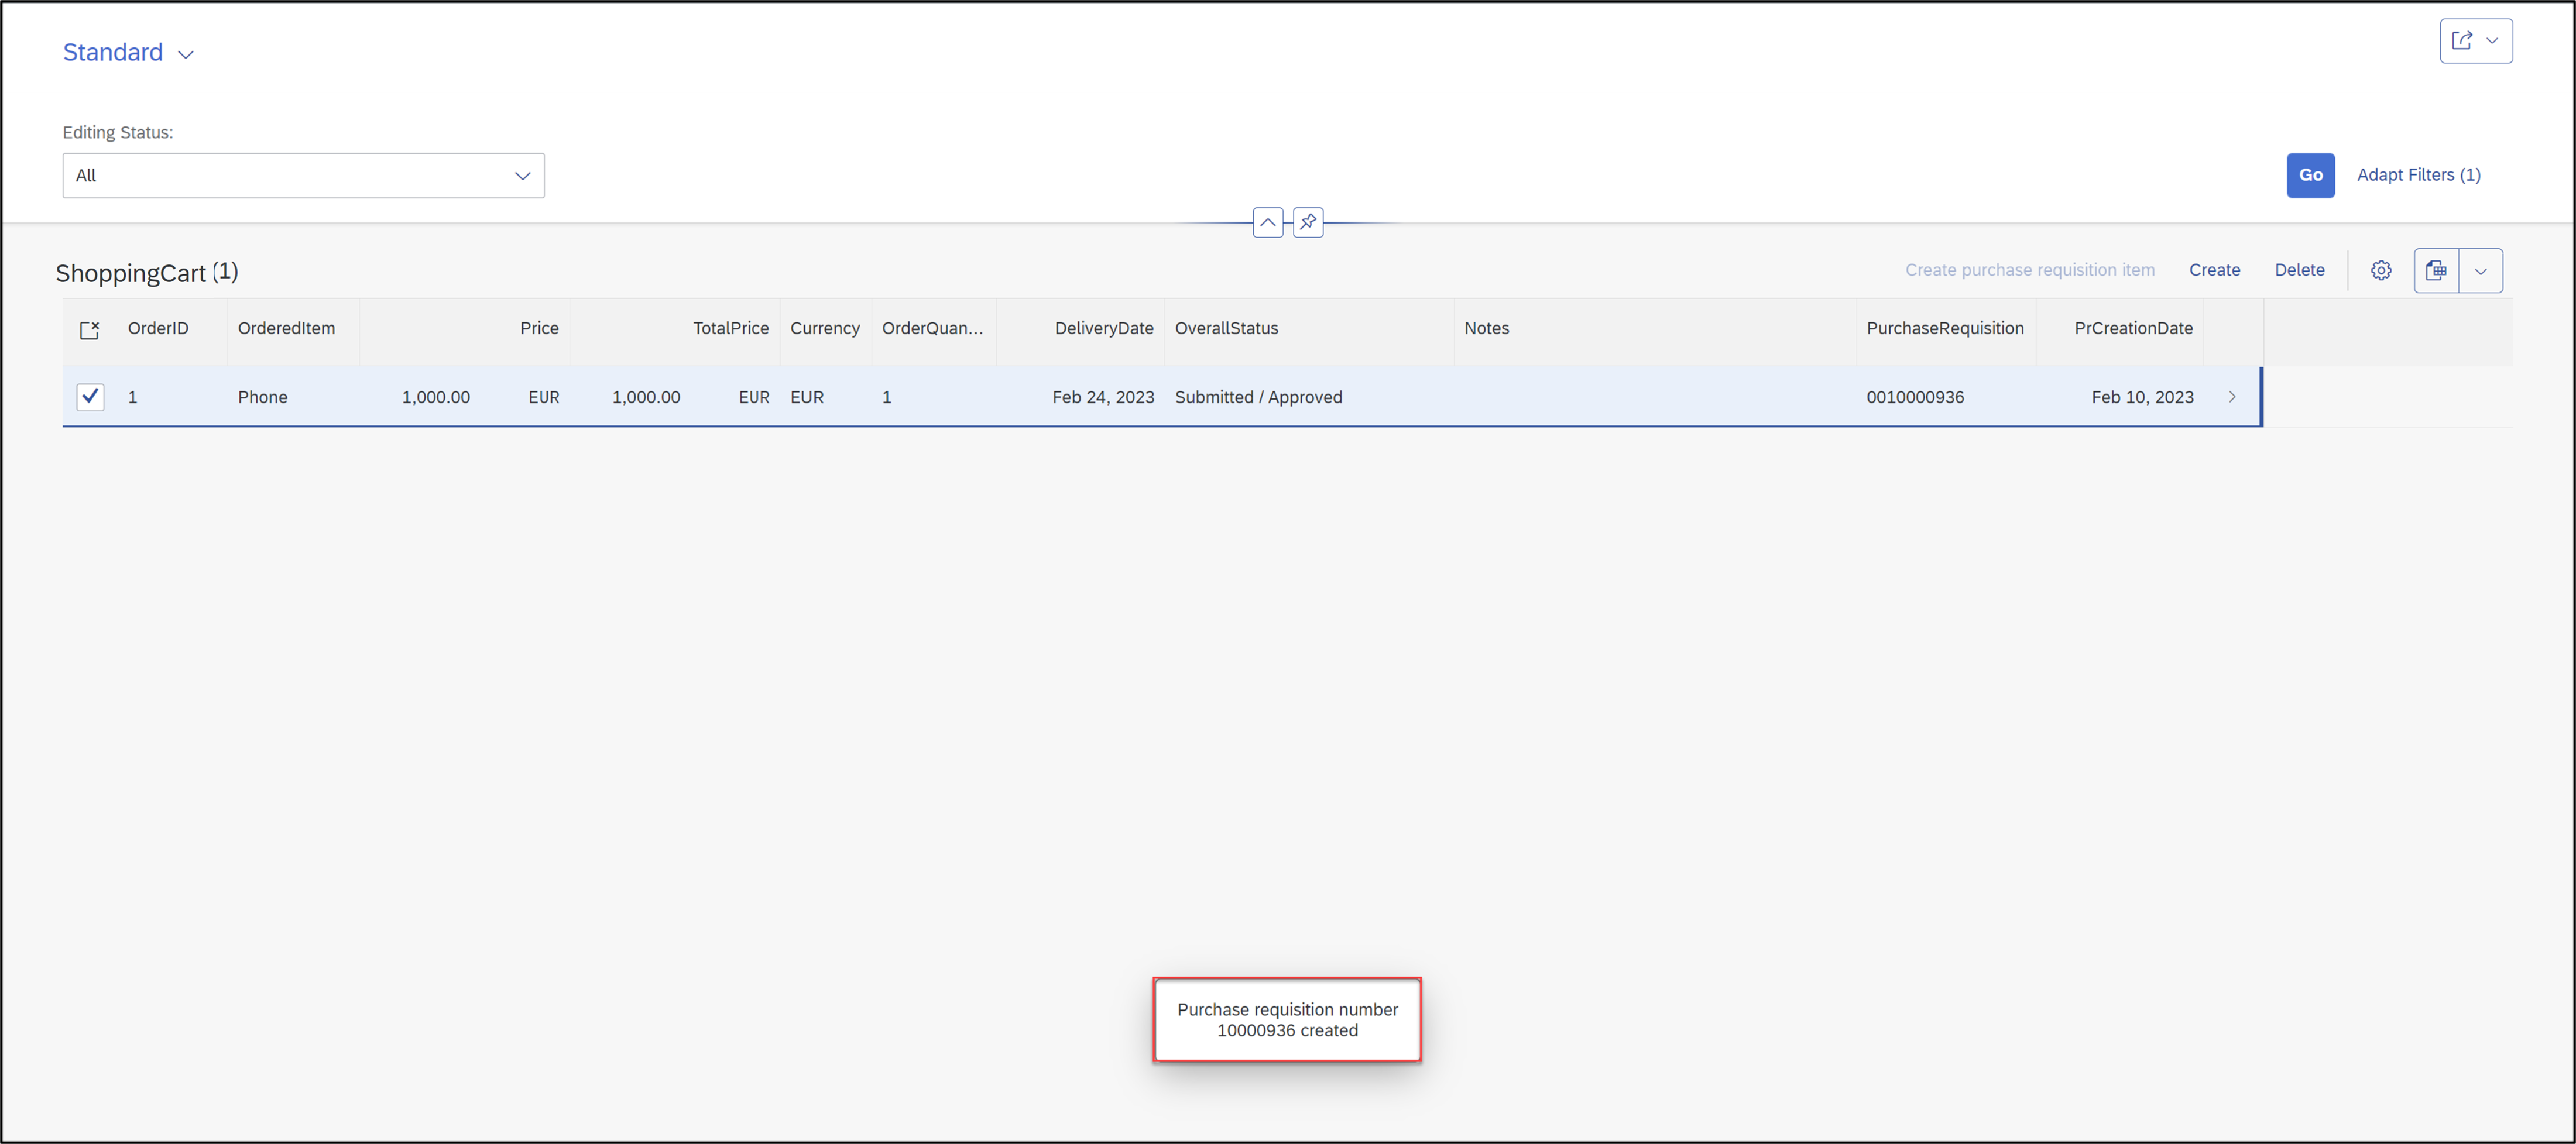 Standard
Editing Status:
All
Go Adapt Filters (1)
ShoppingCart (1) Create purchase requisition item Create Delete
OrderID OrderedItem Price TotalPrice Currency OrderQuan... DeliveryDate OverallStatus Notes PurchaseRequisition PrCreationDate
1 Phone 1,000.00 EUR 1,000.00 EUR EUR 1 Feb 24, 2023 Submitted / Approved 0010000936 Feb 10, 2023
Purchase requisition number
10000936 created